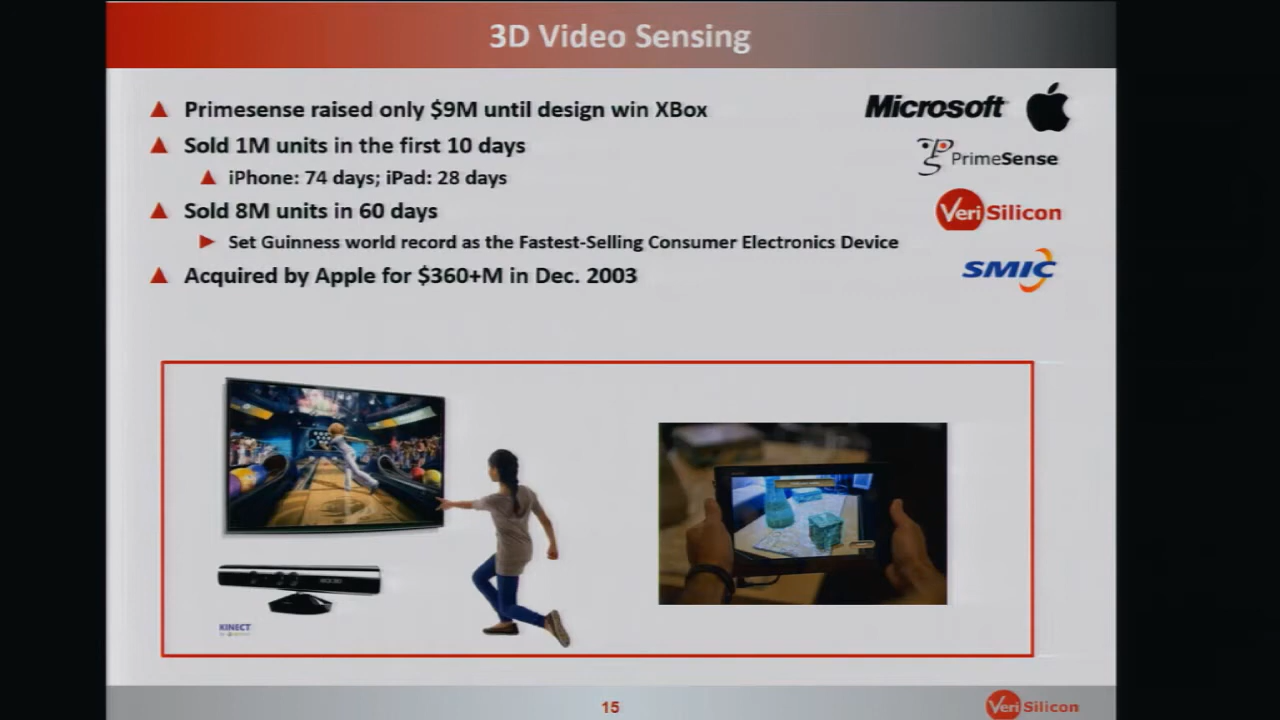 3D Video Sensing
Primesense raised only $9M until design win XBox
Sold 1M units in the first 10 days
iPhone: 74 days; iPad: 28 days
Sold 8M units in 60 days
Set Guinness world record as the Fastest-Selling Consumer Electronics Device
Acquired by Apple for $360+M in Dec. 2003
Microsoft
PrimeSense
VeriSilicon
SMIC
KINECT
15
VeriSilicon